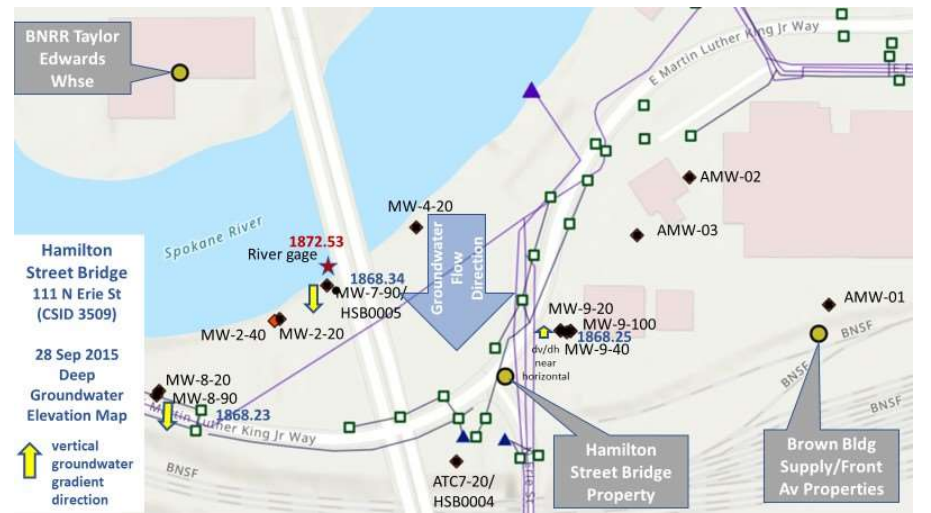 BNRR Taylor
Edwards
Whse
E Martin Luther King Jr Way
AMW-02
MW-4-20
AMW-03
Spokane River
1872.53
River gage
1868.34
MW-7-90/
HSB0005
Groundwater
Flow
Direction
Hamilton
Street Bridge
111 N Erie St
(CSID 3509)
28 Sep 2015
Deep
Groundwater
Elevation Map
vertical
groundwater
gradient
direction
MW-2-40
MW-2-20
MW-9-20
MW-9-100
1868.25
MW-9-40
dv/dh
near
horizontal
AMW-01
BNSF
BNSF
BNSF
MW-8-20
MW-8-90
1868.23
Martin Luther King Jr Way
BNSF
ATC7-20/
HSB0004
Hamilton
Street Bridge
Property
Brown Bldg
Supply/Front
Av Properties